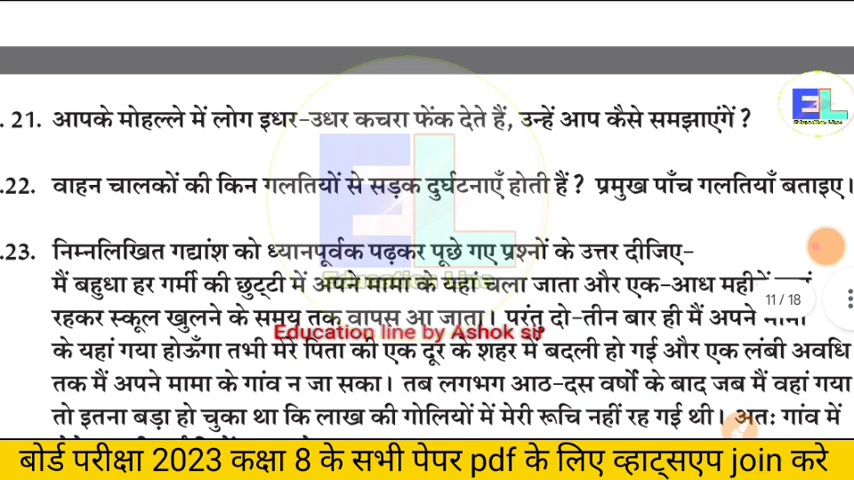 . 21. आपके मोहल्ले में लोग इधर-उधर कचरा फेंक देते हैं, उन्हें आप कैसे समझाएंगें ?
EL
.22. वाहन चालकों की किन गलतियों से सड़क दुर्घटनाएँ होती हैं ? प्रमुख पाँच गलतियाँ बताइए।
EL
.23. निम्नलिखित गद्यांश को ध्यानपूर्वक पढ़कर पूछे गए प्रश्नों के उत्तर दीजिए-
मैं बहुधा हर गर्मी की छुट्टी में अपने मामा के यहां चला जाता और एक-आध मही
11 / 18
रहकर स्कूल खुलने के समय तक वापस आ जाता। परंतु दो-तीन बार ही मैं अपने मामा
Education line by Ashok sir
के यहां गया होऊँगा तभी मेरे पिता की एक दूर के शहर में बदली हो गई और एक लंबी अवधि
तक मैं अपने मामा के गांव न जा सका। तब लगभग आठ-दस वर्षों के बाद जब मैं वहां गया
तो इतना बड़ा हो चुका था कि लाख की गोलियों में मेरी रूचि नहीं रह गई थी। अतः गांव में
बोर्ड परीक्षा 2023 कक्षा 8 के सभी पेपर pdf के लिए व्हाट्सएप join करे